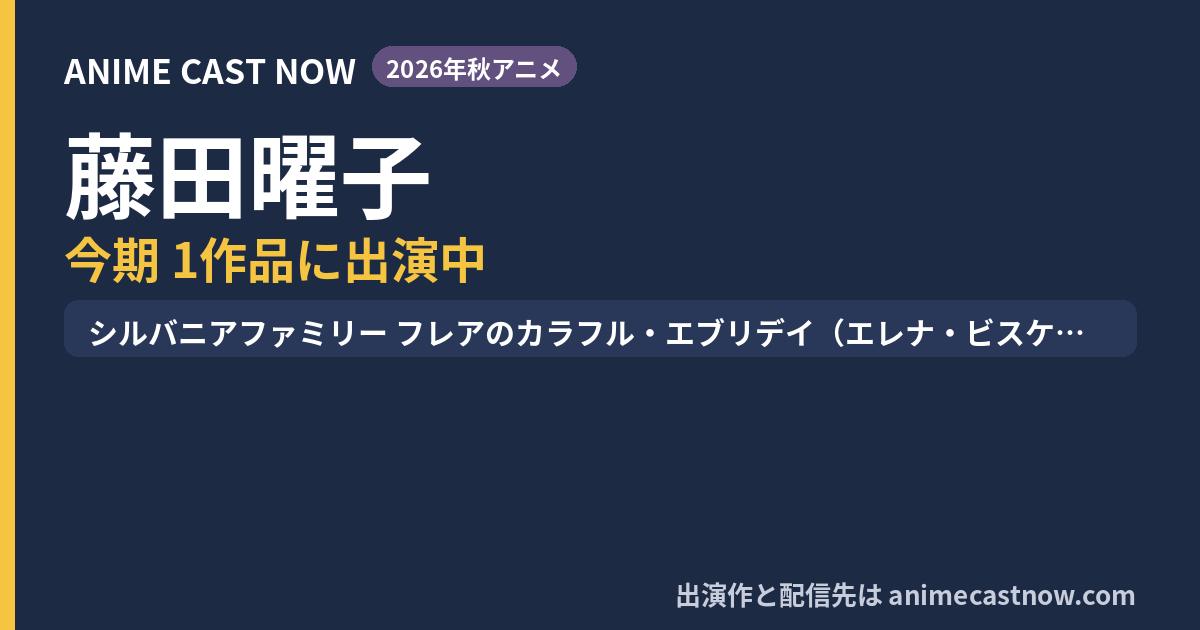 ANIME CAST NOW 2026年秋アニメ
藤田曜子
今期 1作品に出演中
シルバニアファミリー フレアのカラフル・エブリデイ（エレナ・ビスケ…
出演作と配信先は animecastnow.com